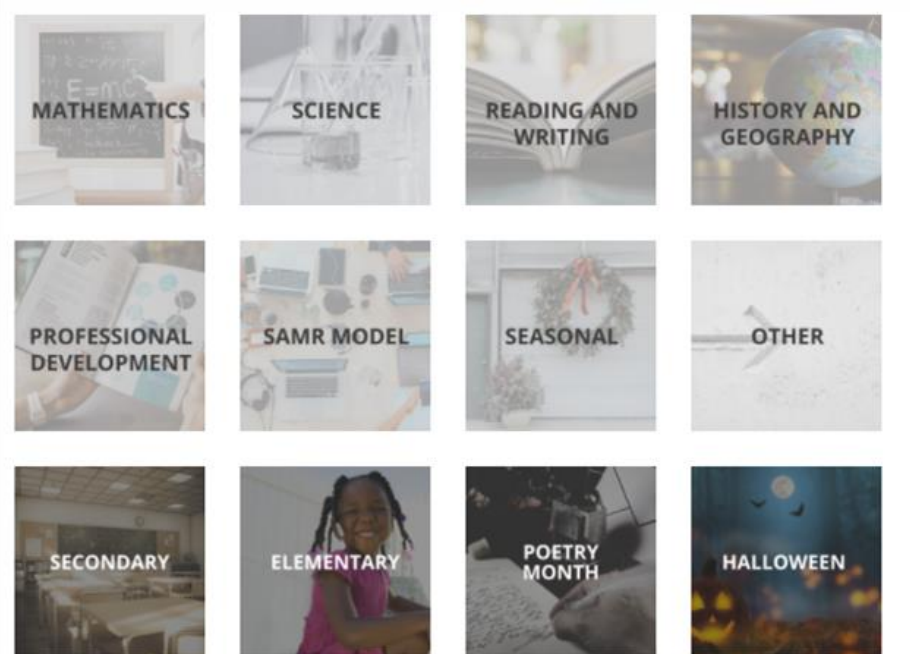 MATHEMATICS
E=mc
SCIENCE
READING AND
WRITING
HISTORY AND
GEOGRAPHY
PROFESSIONAL
DEVELOPMENT
SAMR MODEL
SEASONAL
OTHER
SECONDARY
ELEMENTARY
POETRY
MONTH
HALLOWEEN